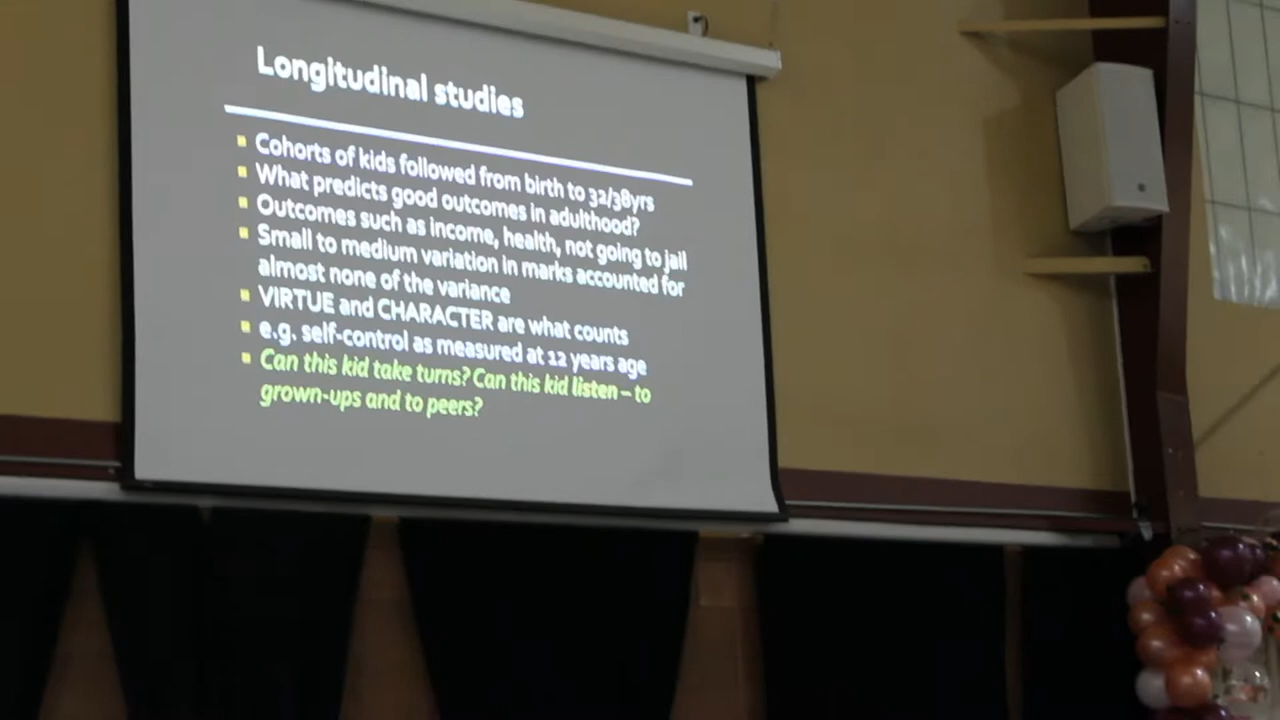 Longitudinal studies
Cohorts of kids followed from birth to 32/38yrs
What predicts good outcomes in adulthood?
Outcomes such as income, health, not going to jail
Small to medium variation in marks accounted for
almost none of the variance
VIRTUE and CHARACTER are what counts
e.g. self-control as measured at 12 years age
Can this kid take turns? Can this kid listen – to
grown-ups and to peers?